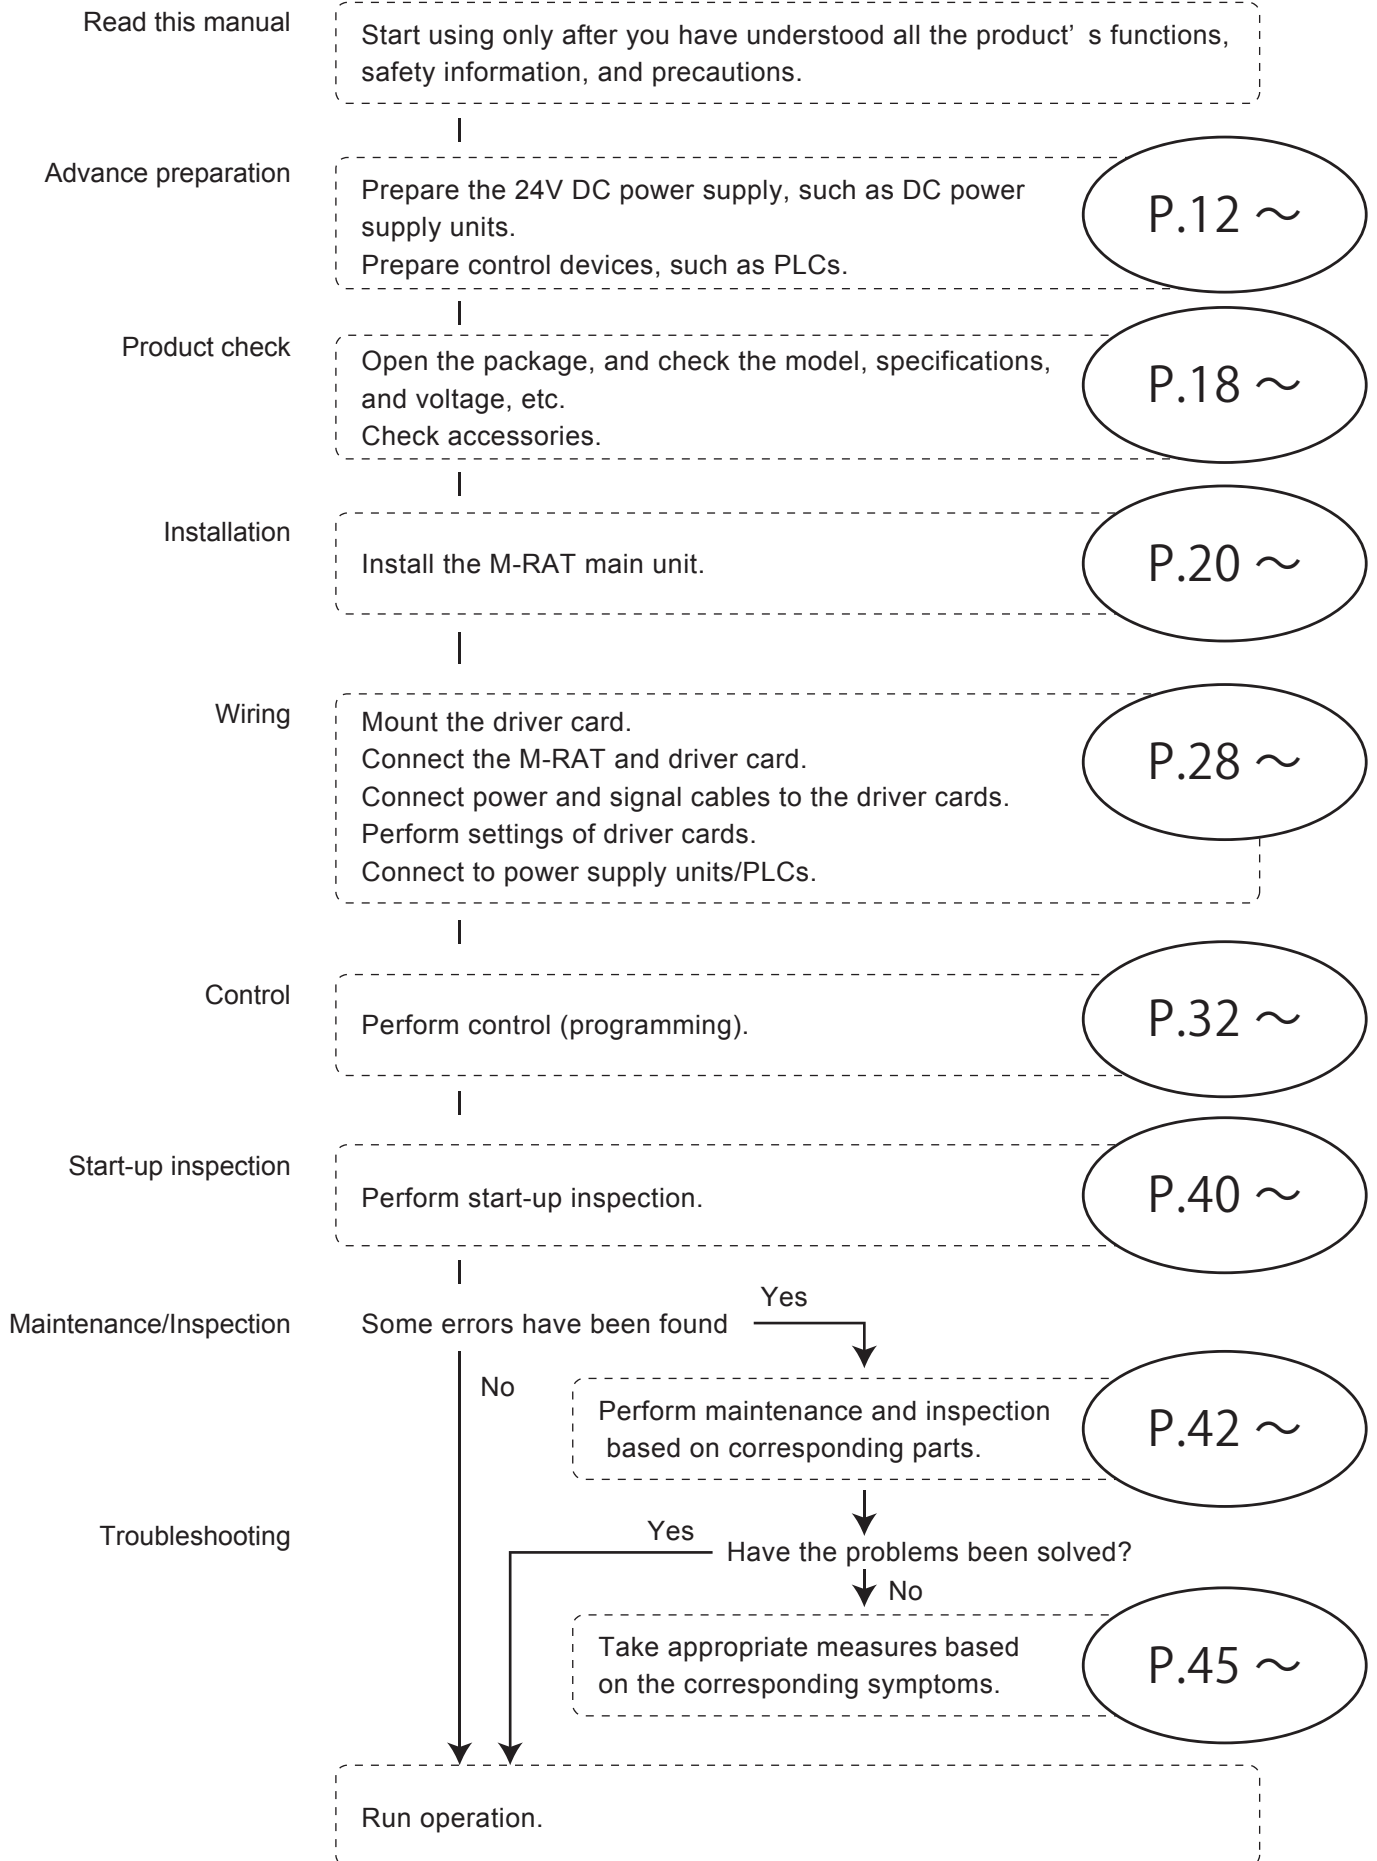 Read this manual
Start using only after you have understood all the product’ s functions,
safety information, and precautions.
Advance preparation
Prepare the 24V DC power supply, such as DC power
supply units.
Prepare control devices, such as PLCs.
P.12 ～
Product check
Open the package, and check the model, specifications,
and voltage, etc.
Check accessories.
P.18 ～
Installation
Install the M-RAT main unit.
P.20 ～
Wiring
Mount the driver card.
Connect the M-RAT and driver card.
Connect power and signal cables to the driver cards.
Perform settings of driver cards.
Connect to power supply units/PLCs.
P.28 ～
Control
Perform control (programming).
P.32 ～
Start-up inspection
Perform start-up inspection.
P.40 ～
Maintenance/Inspection
Some errors have been found
Yes
No
Perform maintenance and inspection
based on corresponding parts.
P.42 ～
Troubleshooting
Yes
Have the problems been solved?
No
Take appropriate measures based
on the corresponding symptoms.
P.45 ～
Run operation.